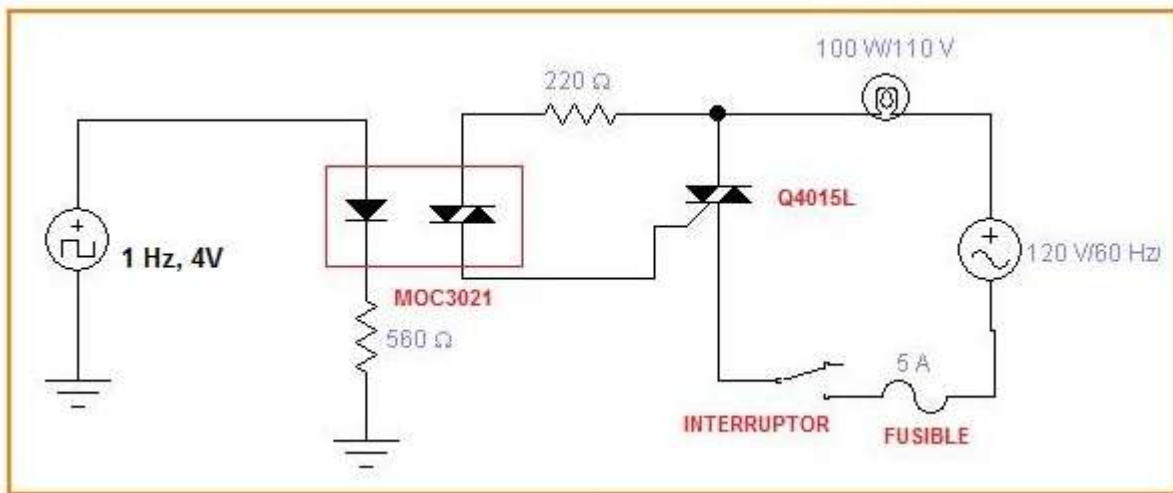 100 W/110 V
220 Ω
Q4015L
+
1 Hz, 4V
+
120 V/60 Hz/
MOC3021
560 Ω
5 A
INTERRUPTOR
FUSIBLE